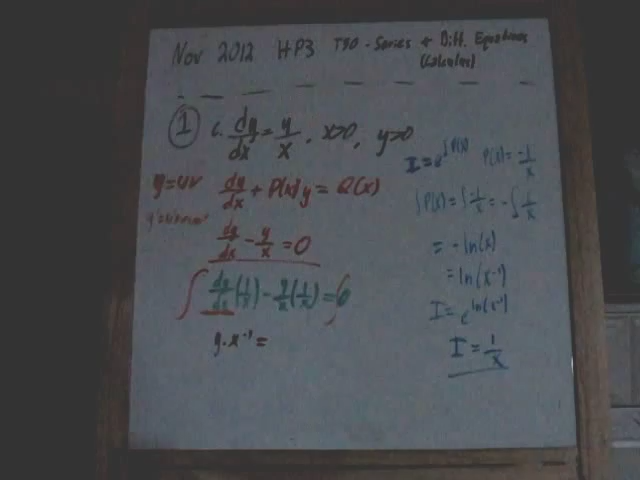 Nov 2012 HP3 TZ0 - Series + Diff. Equations
(Calculus)
① c. dy/dx = y/x, x>0, y>0
y=uv dy/dx + P(x)y = Q(x)
dy/dx - y/x = 0
∫ dy/dx (1/x) - y/x (1/x) = ∫0
y·x⁻¹ =
I = e^∫P(x) P(x) = -1/x
∫P(x) = ∫-1/x = -∫1/x
= -ln(x)
= ln(x⁻¹)
I = e^ln(x⁻¹)
I = 1/x